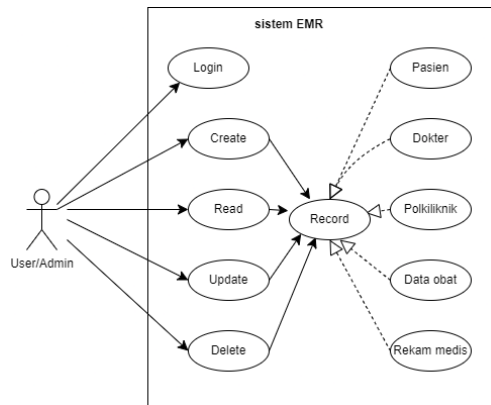 sistem EMR
Login
Pasien
Create
Dokter
Read
Record
Polkiliknik
User/Admin
Update
Data obat
Delete
Rekam medis